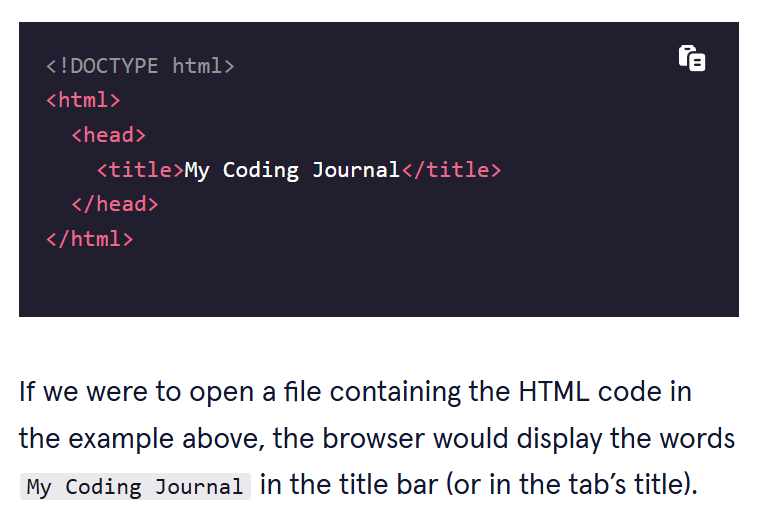 <!DOCTYPE html>
<html>
  <head>
    <title>My Coding Journal</title>
  </head>
</html>
If we were to open a file containing the HTML code in
the example above, the browser would display the words
My Coding Journal in the title bar (or in the tab’s title).